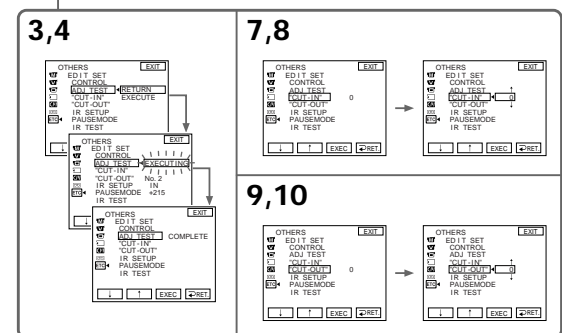 3,4
OTHERS EXIT
EDIT SET
CONTROL
ADJ TEST RETURN
"CUT-IN" EXECUTE
"CUT-OUT"
IR SETUP
ETC PAUSEMODE
IR TEST
↓
OTHERS EXIT
EDIT SET
CONTROL
ADJ TEST EXECUTING
"CUT-IN"
"CUT-OUT" No. 2
IR SETUP IN
ETC PAUSEMODE +215
IR TEST
↓
OTHERS EXIT
EDIT SET
CONTROL
ADJ TEST COMPLETE
"CUT-IN"
"CUT-OUT"
IR SETUP
ETC PAUSEMODE
IR TEST
↓ ↑ EXEC RET.
7,8
OTHERS EXIT
EDIT SET
CONTROL
ADJ TEST
"CUT-IN" 0
"CUT-OUT"
IR SETUP
ETC PAUSEMODE
IR TEST
↓ ↑ EXEC RET.
OTHERS EXIT
EDIT SET
CONTROL
ADJ TEST
"CUT-IN" 0
"CUT-OUT"
IR SETUP
ETC PAUSEMODE
IR TEST
↓ ↑ EXEC RET.
9,10
OTHERS EXIT
EDIT SET
CONTROL
ADJ TEST
"CUT-IN"
"CUT-OUT" 0
IR SETUP
ETC PAUSEMODE
IR TEST
↓ ↑ EXEC RET.
OTHERS EXIT
EDIT SET
CONTROL
ADJ TEST
"CUT-IN"
"CUT-OUT" 0
IR SETUP
ETC PAUSEMODE
IR TEST
↓ ↑ EXEC RET.